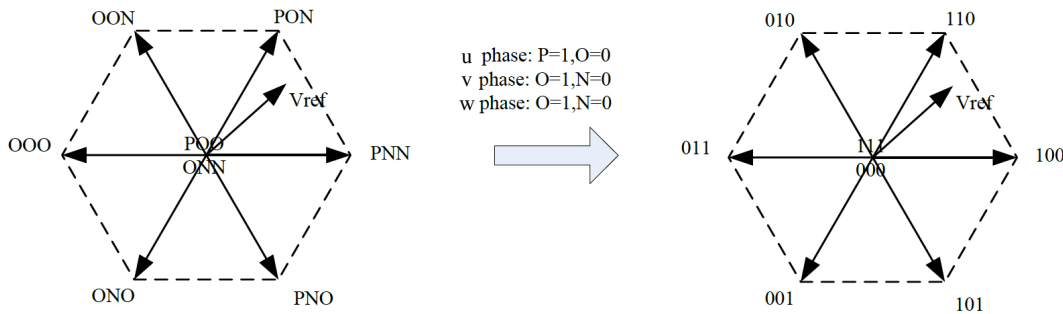 OON
PON
Vref
OOO
POO
ONN
PNN
ONO
PNO
u phase: P=1,O=0
v phase: O=1,N=0
w phase: O=1,N=0
010
110
Vref
011
111
000
100
001
101